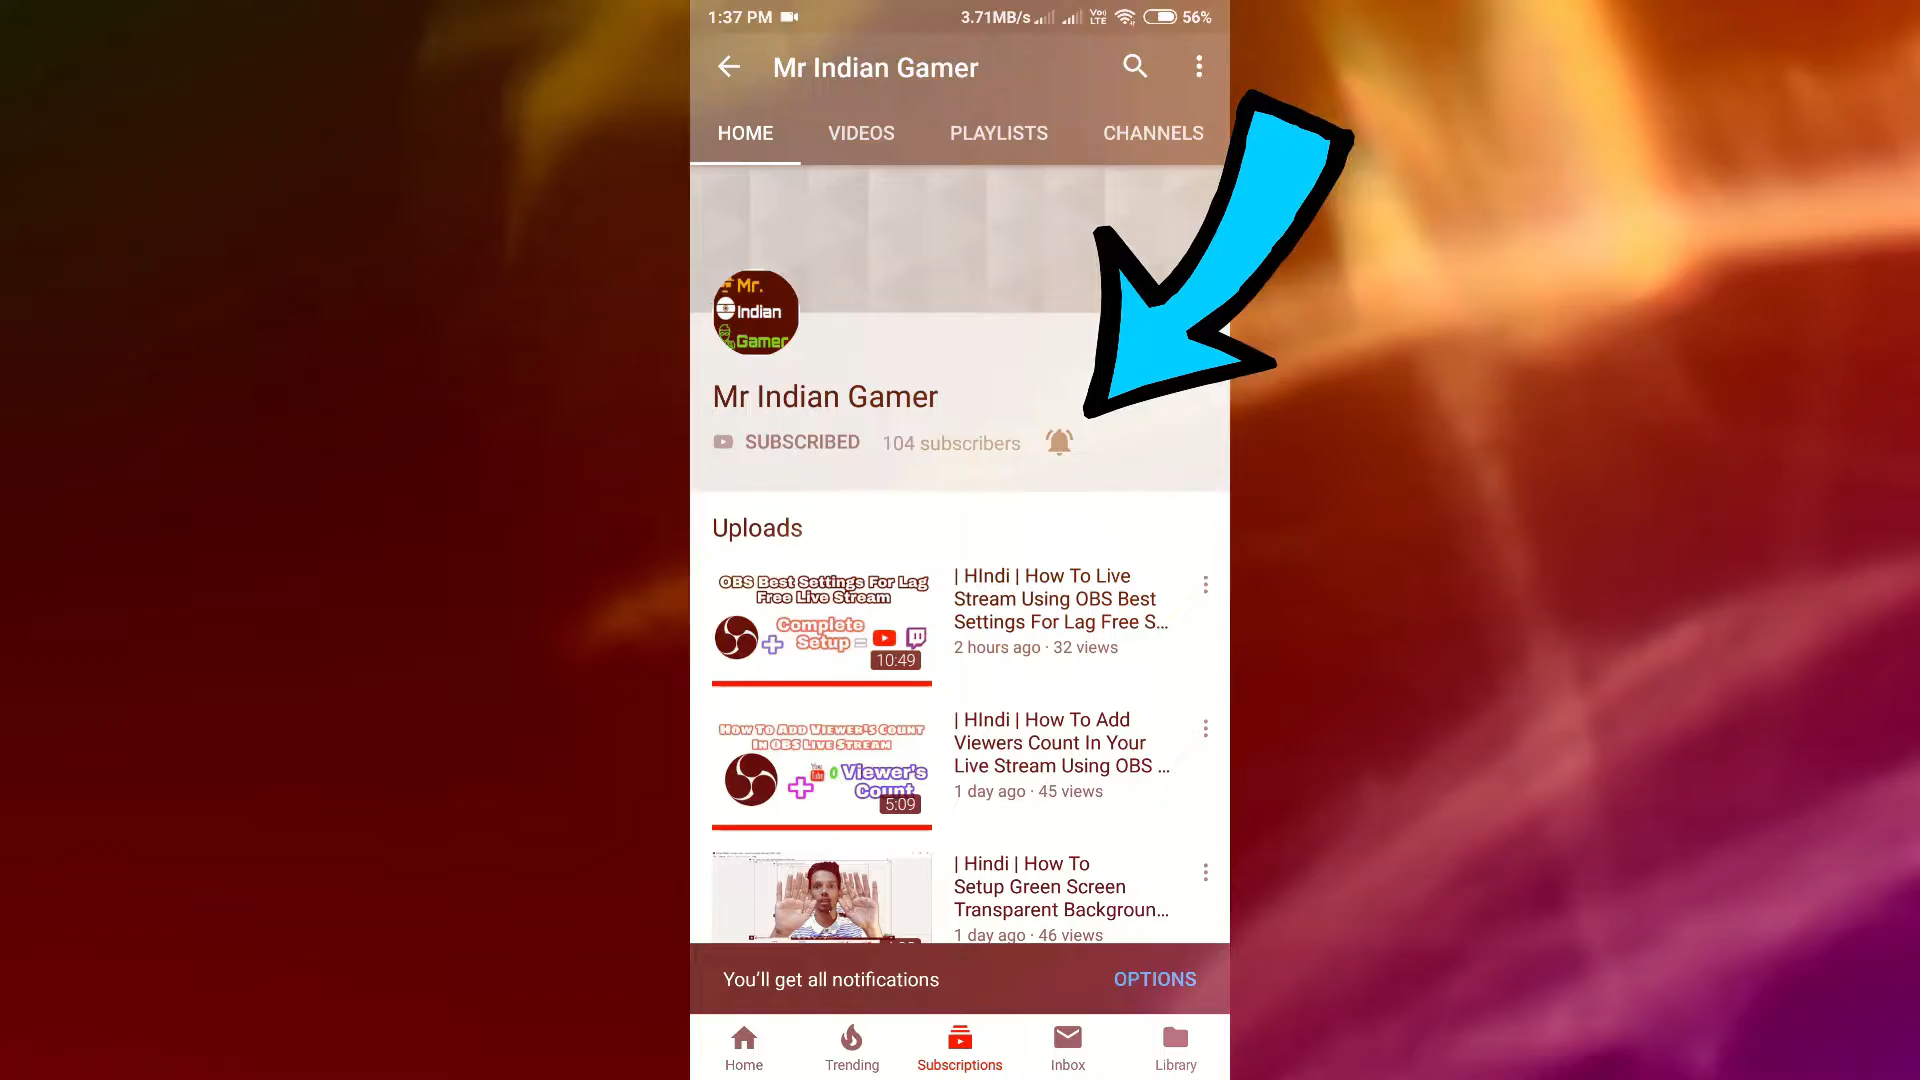 1:37 PM
3.71MB/s
Vo)
LTE
56%
Mr Indian Gamer
HOME
VIDEOS
PLAYLISTS
CHANNELS
Mr.
Indian
Gamer
Mr Indian Gamer
SUBSCRIBED
104 subscribers
Uploads
OBS Best Settings For Lag
Free Live Stream
Complete
Setup =
10:49
| HIndi | How To Live
Stream Using OBS Best
Settings For Lag Free S...
2 hours ago · 32 views
How To Add Viewer's Count
In OBS Live Stream
You
Tube
0 Viewer's
Count
5:09
| HIndi | How To Add
Viewers Count In Your
Live Stream Using OBS ...
1 day ago · 45 views
| Hindi | How To
Setup Green Screen
Transparent Backgroun...
1 day ago · 46 views
You'll get all notifications
OPTIONS
Home
Trending
Subscriptions
Inbox
Library